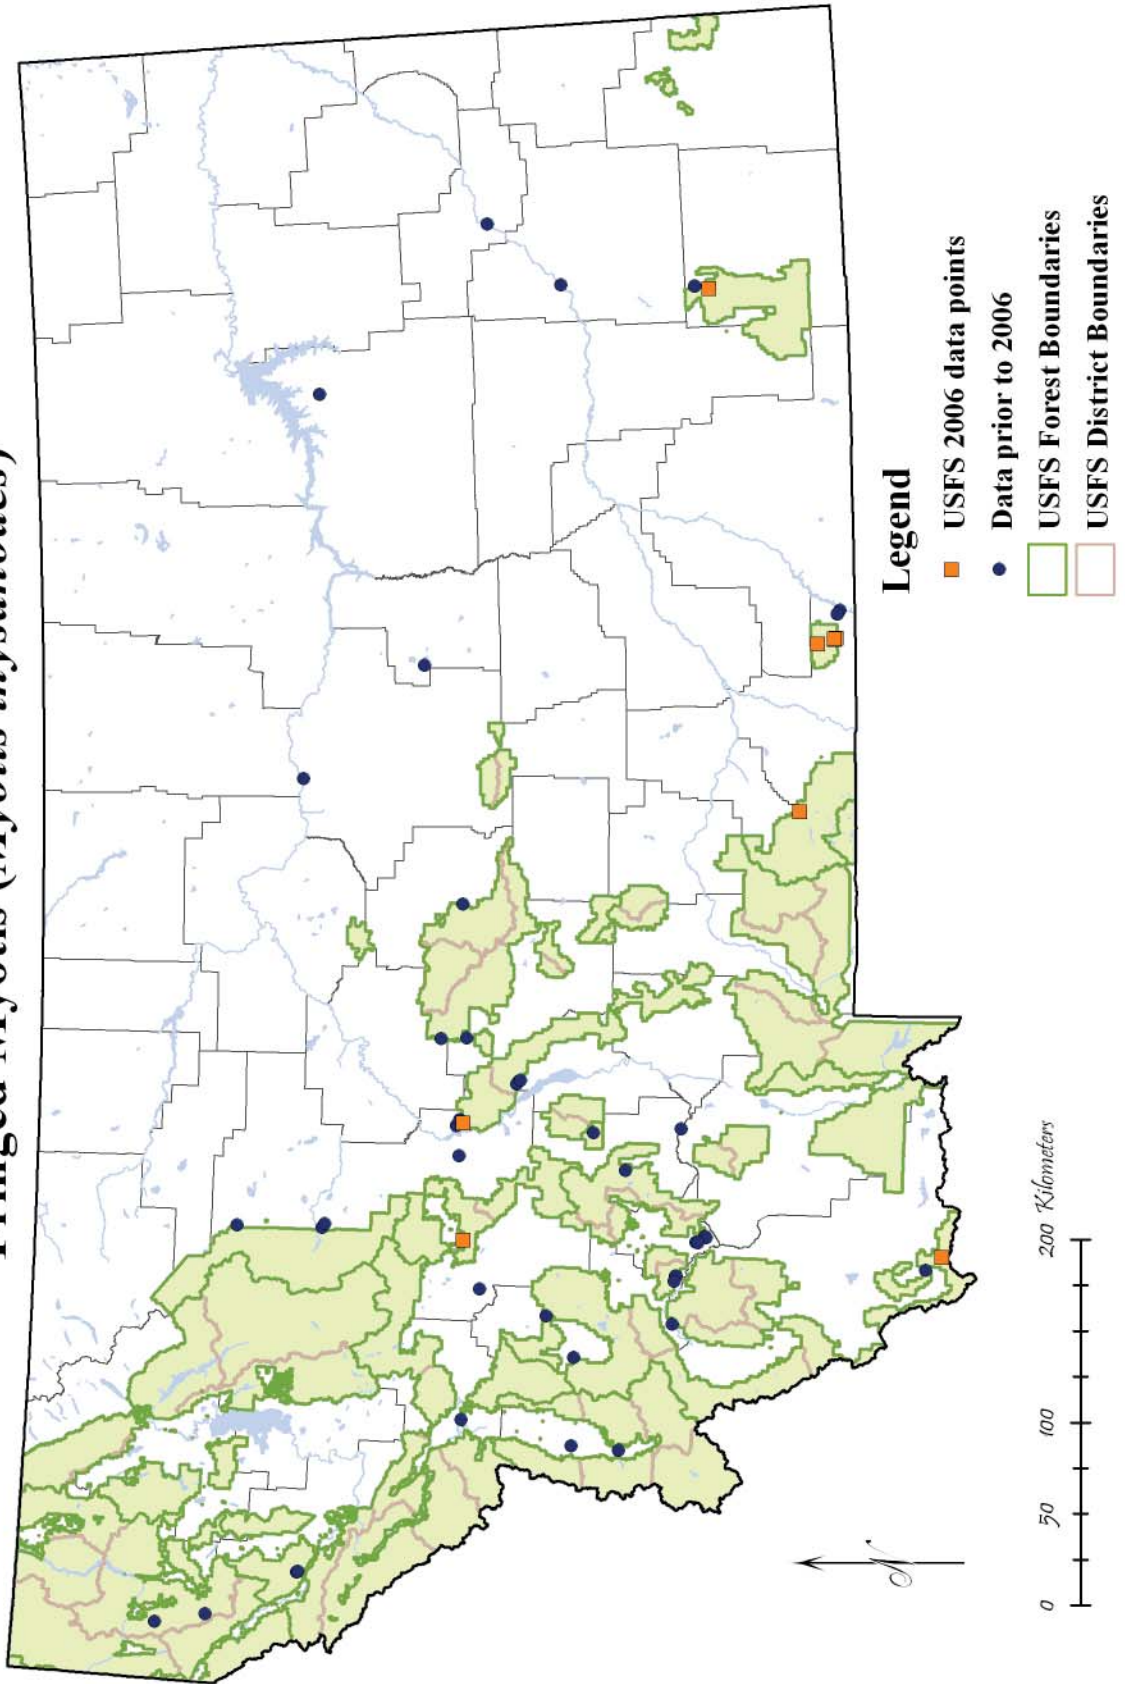 Fringed Myotis (Myotis thysanodes)
Legend
USFS 2006 data points
Data prior to 2006
USFS Forest Boundaries
USFS District Boundaries
N
0 50 100 200 Kilometers